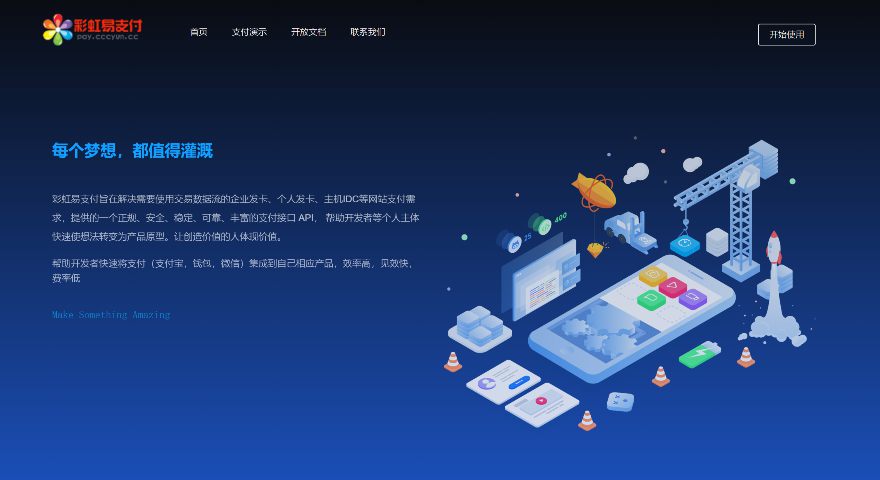 彩虹易支付
pay.cccyun.cc
首页 支付演示 开放文档 联系我们
开始使用
每个梦想，都值得灌溉
彩虹易支付旨在解决需要使用交易数据流的企业发卡、个人发卡、主机IDC等网站支付需
求，提供的一个正规、安全、稳定、可靠、丰富的支付接口 API， 帮助开发者等个人主体
快速使想法转变为产品原型。让创造价值的人体现价值。
帮助开发者快速将支付（支付宝，钱包，微信）集成到自己相应产品，效率高，见效快，
费率低
Make Something Amazing
25
400